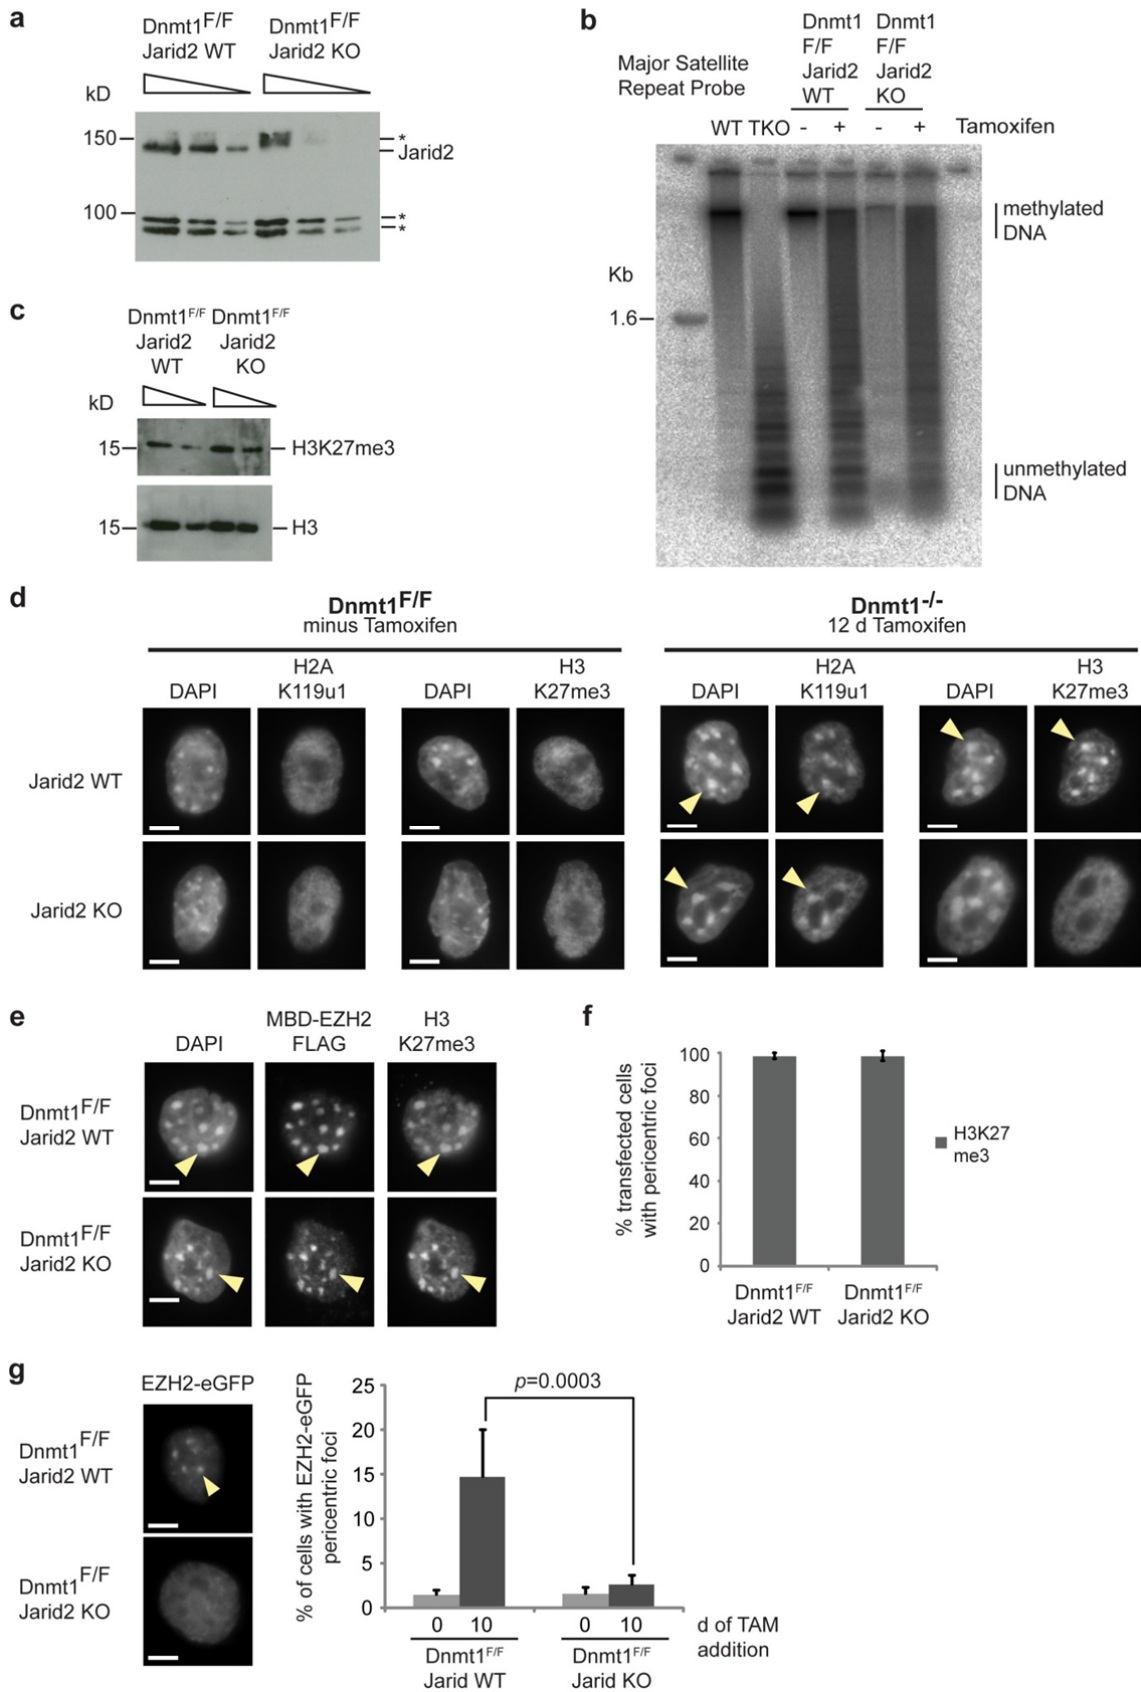 a
Dnmt1F/F Dnmt1F/F
Jarid2 WT Jarid2 KO
kD
150
*
Jarid2
100
*
*
b
Major Satellite
Repeat Probe
Dnmt1 Dnmt1
F/F F/F
Jarid2 Jarid2
WT KO
WT TKO - + - + Tamoxifen
methylated
DNA
Kb
1.6
unmethylated
DNA
c
Dnmt1F/F Dnmt1F/F
Jarid2 Jarid2
WT KO
kD
15 H3K27me3
15 H3
d
Dnmt1F/F
minus Tamoxifen
Dnmt1-/-
12 d Tamoxifen
H2A H3 H2A H3
DAPI K119u1 DAPI K27me3 DAPI K119u1 DAPI K27me3
Jarid2 WT
Jarid2 KO
e
MBD-EZH2 H3
DAPI FLAG K27me3
Dnmt1F/F
Jarid2 WT
Dnmt1F/F
Jarid2 KO
f
% transfected cells
with pericentric foci
100
80
60
40
20
0
H3K27
me3
Dnmt1F/F Dnmt1F/F
Jarid2 WT Jarid2 KO
g
EZH2-eGFP
Dnmt1F/F
Jarid2 WT
Dnmt1F/F
Jarid2 KO
% of cells with EZH2-eGFP
pericentric foci
25
20
15
10
5
0
p=0.0003
0 10 0 10 d of TAM
addition
Dnmt1F/F Dnmt1F/F
Jarid WT Jarid KO